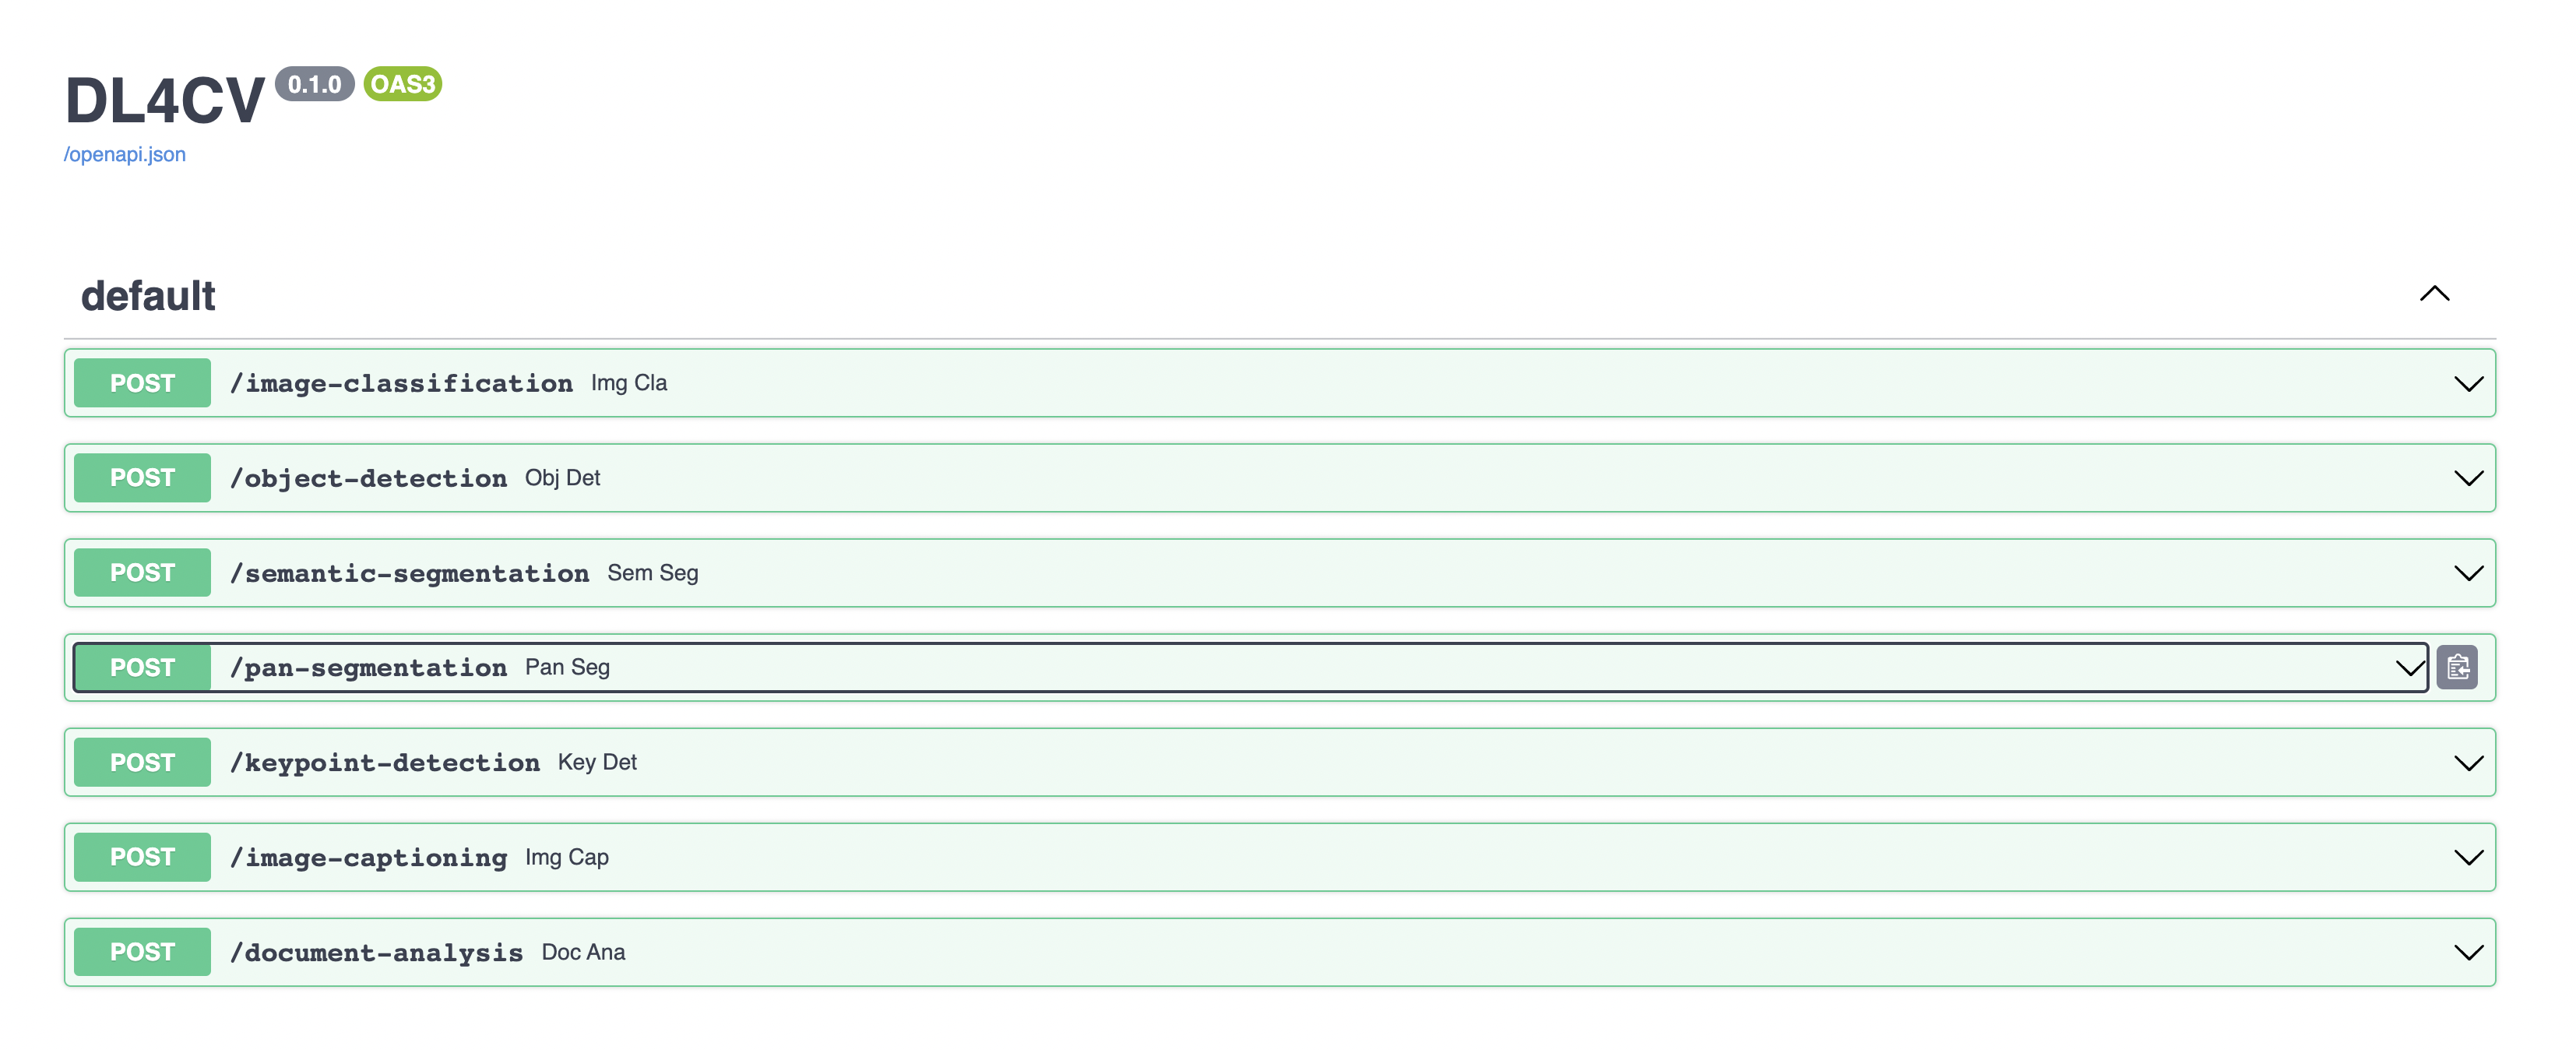 DL4CV 0.1.0 OAS3
/openapi.json
default
POST /image-classification Img Cla
POST /object-detection Obj Det
POST /semantic-segmentation Sem Seg
POST /pan-segmentation Pan Seg
POST /keypoint-detection Key Det
POST /image-captioning Img Cap
POST /document-analysis Doc Ana